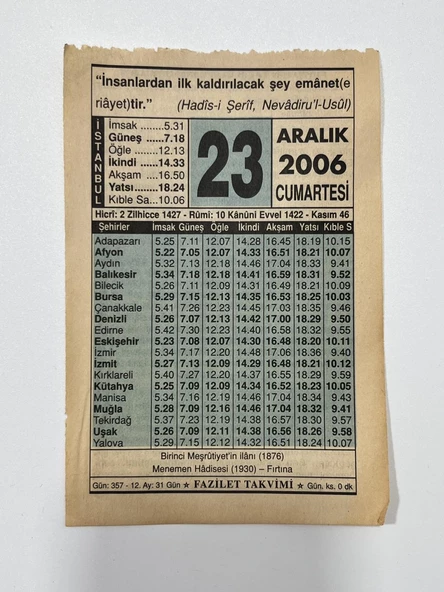 “İnsanlardan ilk kaldırılacak şey emânet(e
riâyet)tir.” (Hadîs-i Şerîf, Nevâdiru’l-Usûl)
İSTANBUL
İmsak ........5.31
Güneş ......7.18
Öğle ........12.13
İkindi .....14.33
Akşam ....16.50
Yatsı.......18.24
Kıble Sa...10.06
23
ARALIK
2006
CUMARTESİ
Hicrî: 2 Zilhicce 1427 - Rûmî: 10 Kânûni Evvel 1422 - Kasım 46
Şehirler İmsak Güneş Öğle İkindi Akşam Yatsı Kıble S
Adapazarı 5.25 7.11 12.07 14.28 16.45 18.19 10.15
Afyon 5.22 7.05 12.07 14.33 16.51 18.21 10.07
Aydın 5.32 7.13 12.18 14.46 17.04 18.33 9.41
Balıkesir 5.34 7.18 12.18 14.41 16.59 18.31 9.52
Bilecik 5.26 7.11 12.09 14.31 16.49 18.21 10.09
Bursa 5.29 7.15 12.13 14.35 16.53 18.25 10.03
Çanakkale 5.41 7.26 12.23 14.45 17.03 18.35 9.46
Denizli 5.26 7.07 12.13 14.42 17.00 18.29 9.50
Edirne 5.42 7.30 12.23 14.40 16.58 18.32 9.55
Eskişehir 5.23 7.08 12.07 14.30 16.48 18.20 10.11
İzmir 5.34 7.17 12.20 14.48 17.06 18.36 9.40
İzmit 5.27 7.13 12.09 14.29 16.48 18.21 10.12
Kırklareli 5.40 7.27 12.20 14.37 16.55 18.29 9.59
Kütahya 5.25 7.09 12.09 14.34 16.52 18.23 10.05
Manisa 5.34 7.16 12.19 14.46 17.04 18.34 9.43
Muğla 5.28 7.09 12.16 14.46 17.04 18.32 9.41
Tekirdağ 5.37 7.23 12.19 14.38 16.57 18.30 9.57
Uşak 5.26 7.09 12.11 14.38 16.56 18.26 9.58
Yalova 5.29 7.15 12.12 14.32 16.51 18.24 10.07
Birinci Meşrûtiyet’in ilânı (1876)
Menemen Hâdisesi (1930) – Fırtına
Gün: 357 - 12. Ay: 31 Gün ★ FAZİLET TAKVİMİ ★ Gün. ks. 0 dk